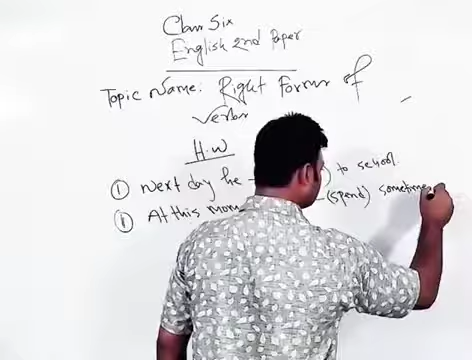 Class Six
English 2nd Paper
Topic Name: Right Forms of
Verbs
H.W
① Next day he to school.
① At this mom (spend) sometime